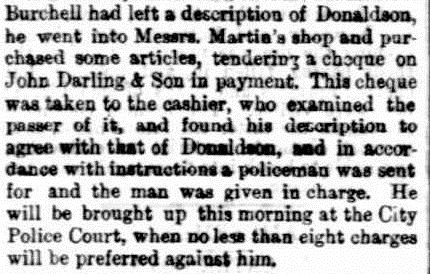 Burchell had left a description of Donaldson,
he went into Messrs. Martin's shop and pur-
chased some articles, tendering a cheque on
John Darling & Son in payment. This cheque
was taken to the cashier, who examined the
passer of it, and found his description to
agree with that of Donaldson, and in accor-
dance with instructions a policeman was sent
for and the man was given in charge. He
will be brought up this morning at the City
Police Court, when no less than eight charges
will be preferred against him.